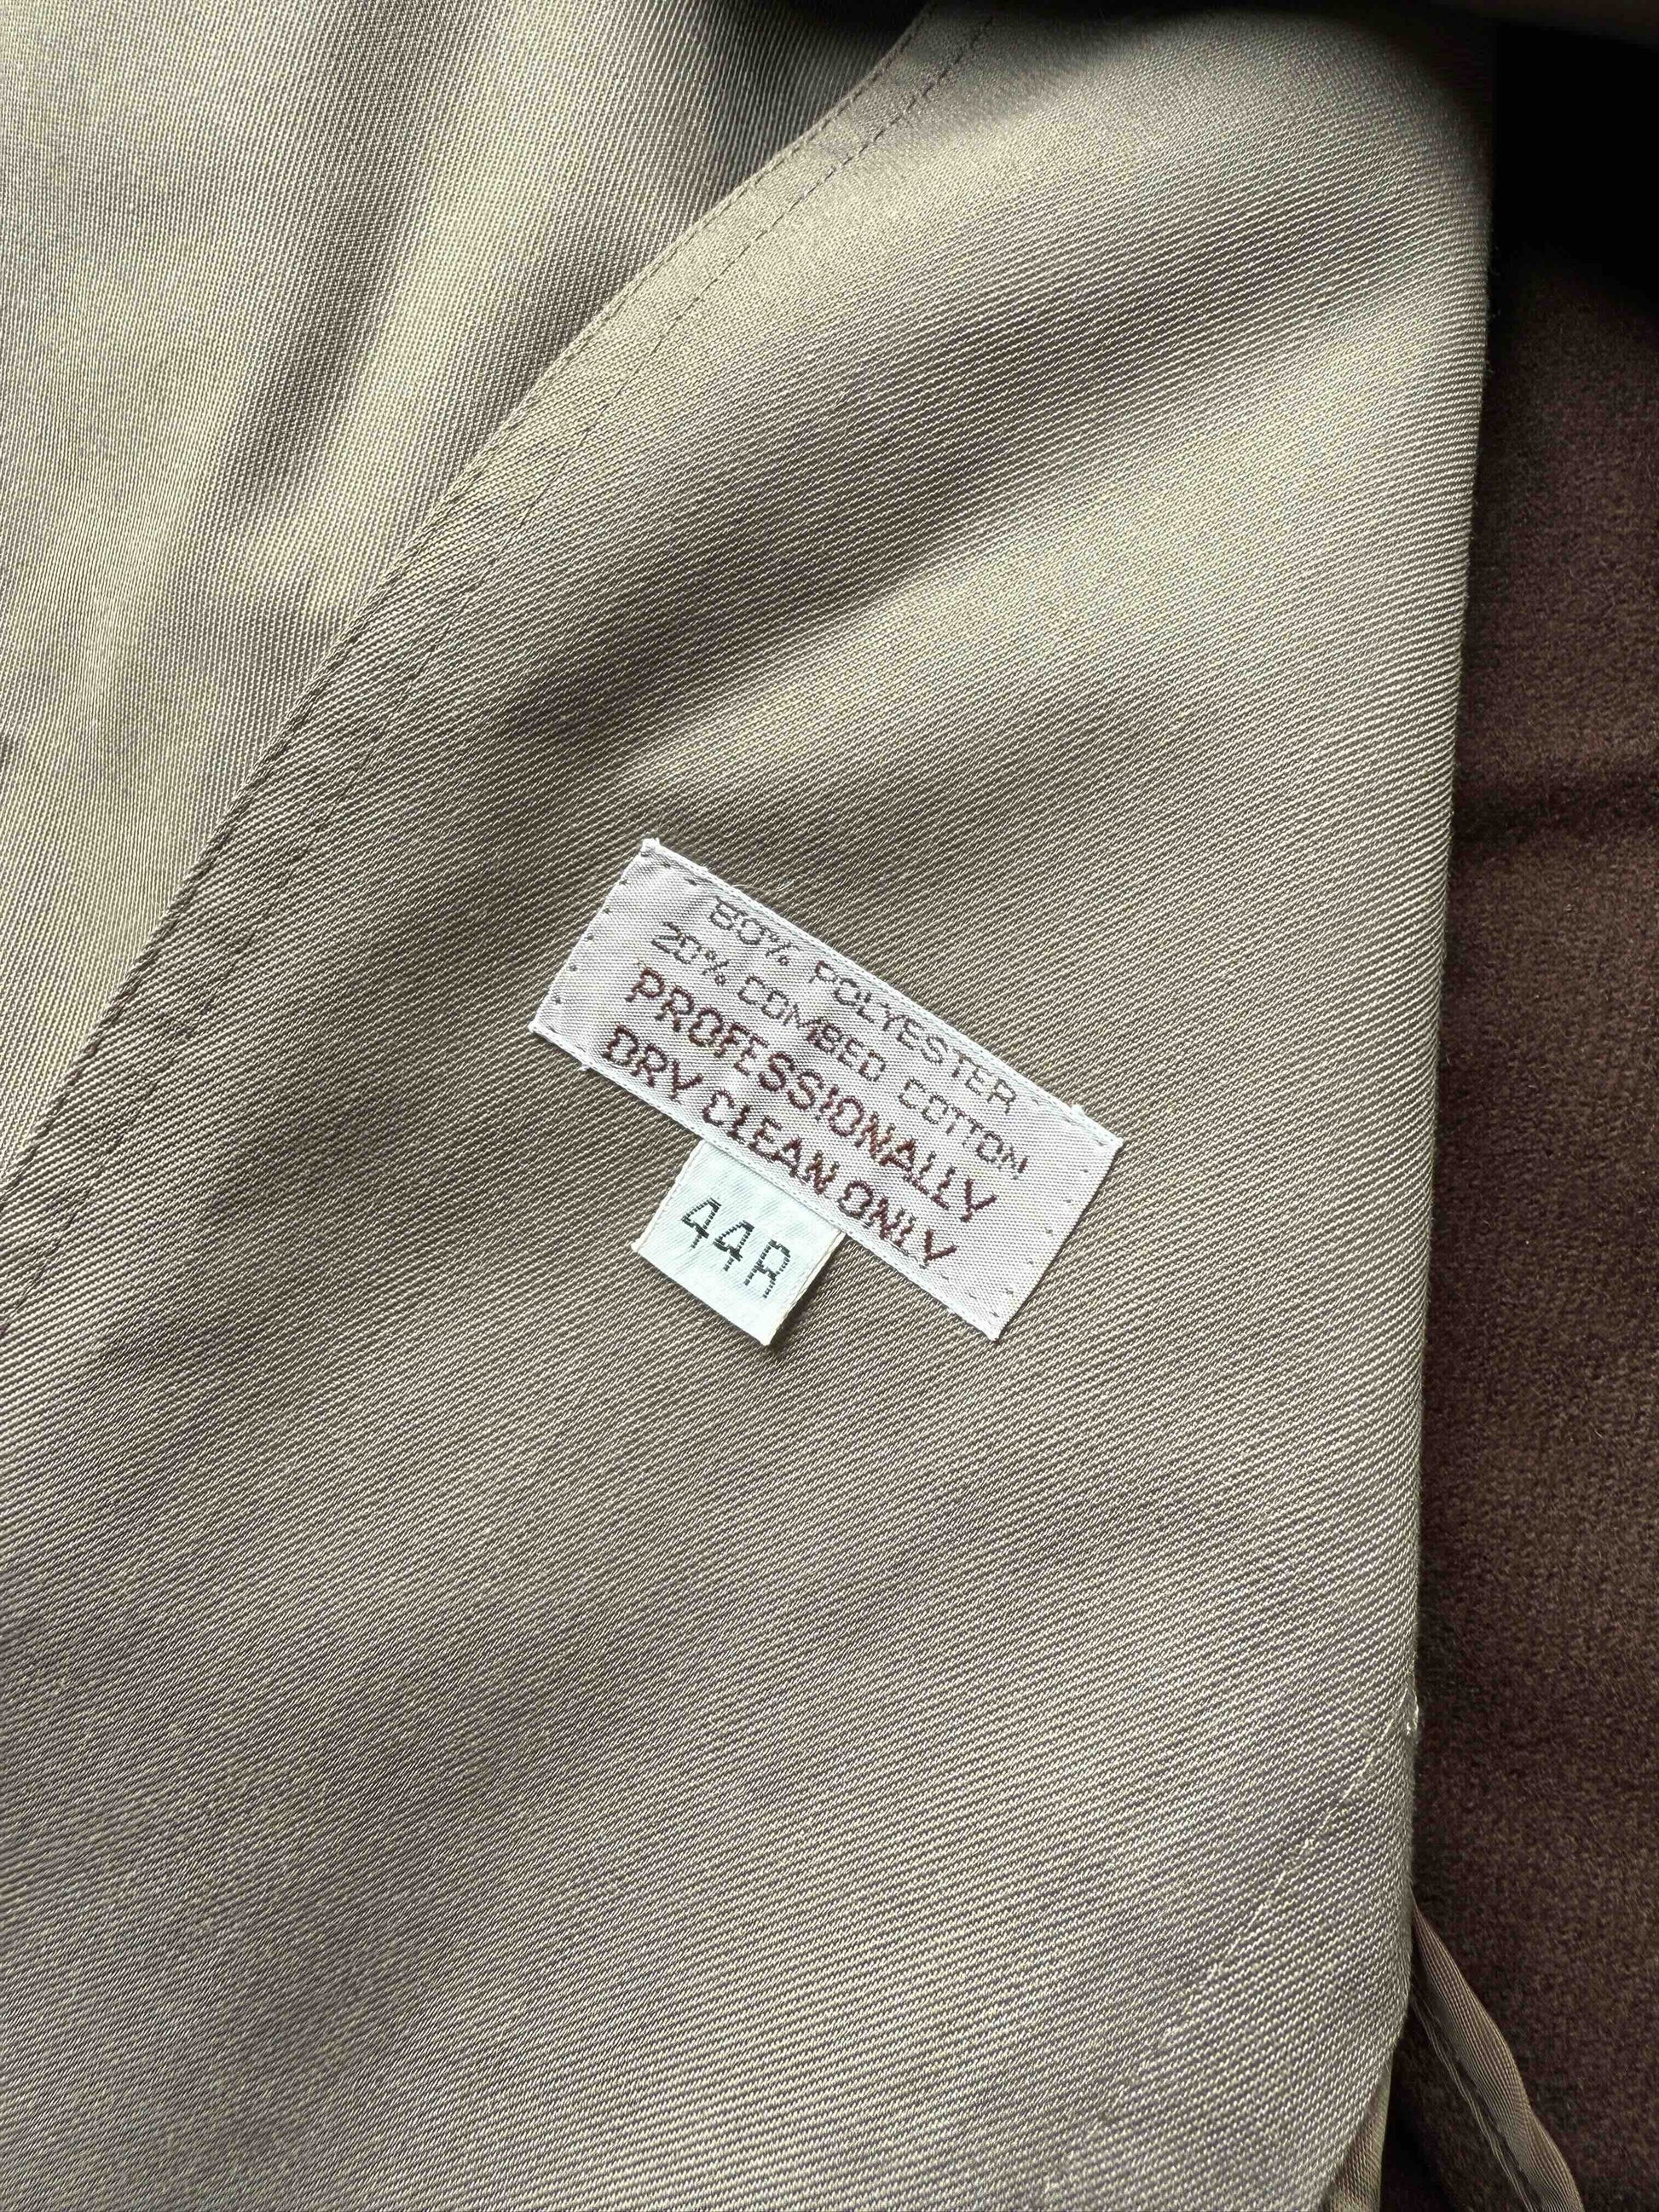 80% POLYESTER
20% COMBED COTTON
PROFESSIONALLY
DRY CLEAN ONLY
44R